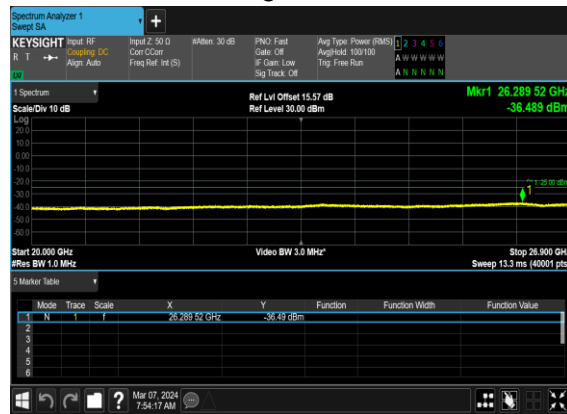 Spectrum Analyzer 1
Swept SA
+
KEYSIGHT Input: RF Input Z: 50 Ω #Atten: 30 dB PNO: Fast Avg Type: Power (RMS) 1 2 3 4 5 6
R T Coupling: DC Corr CCorr Gate: Off Avg|Hold: 100/100 A W W W W W
Align: Auto Freq Ref: Int (S) IF Gain: Low Trig: Free Run
LW Sig Track: Off A N N N N N
1 Spectrum
Scale/Div 10 dB
Ref Lvl Offset 15.57 dB
Ref Level 30.00 dBm
Mkr1 26.289 52 GHz
-36.489 dBm
Log
20.0
10.0
0.00
-10.0
-20.0
-30.0
-40.0
-50.0
-60.0
1 -25.00 dBm
1
Start 20.000 GHz Video BW 3.0 MHz* Stop 26.900 GHz
#Res BW 1.0 MHz Sweep 13.3 ms (40001 pts
5 Marker Table
Mode Trace Scale X Y Function Function Width Function Value
1 N 1 f 26.289 52 GHz -36.49 dBm
2
3
4
5
6
?
Mar 07, 2024
7:54:17 AM